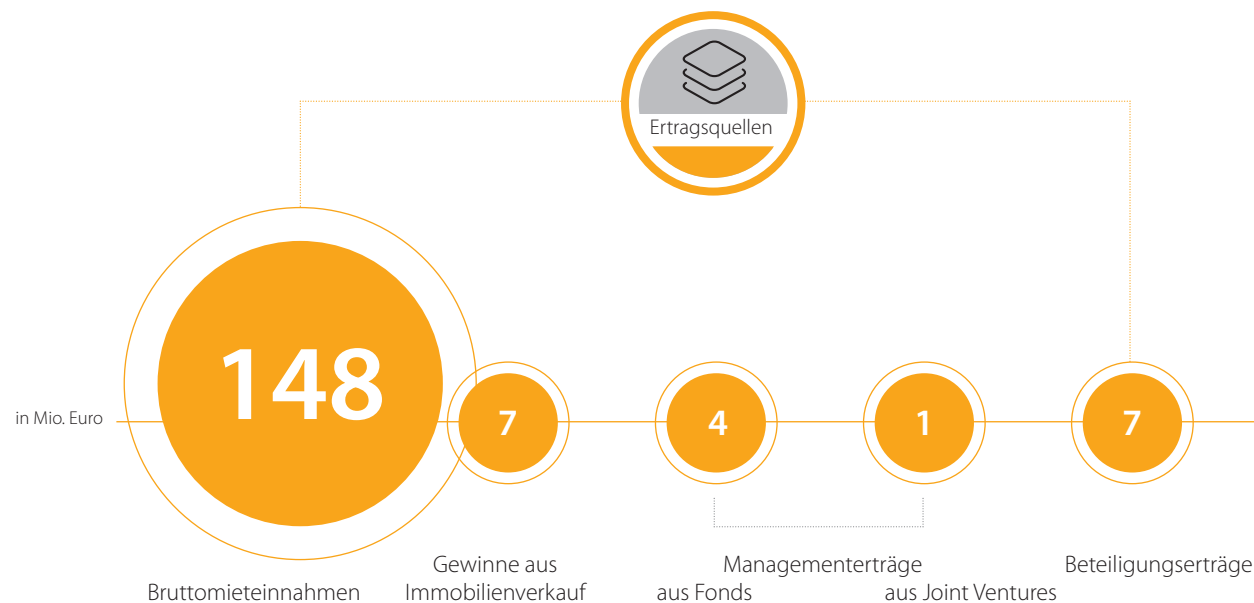 Ertragsquellen
148
in Mio. Euro
7
4
1
7
Gewinne aus
Managementerträge
Beteiligungserträge
Bruttomieteinnahmen
Immobilienverkauf
aus Fonds
aus Joint Ventures